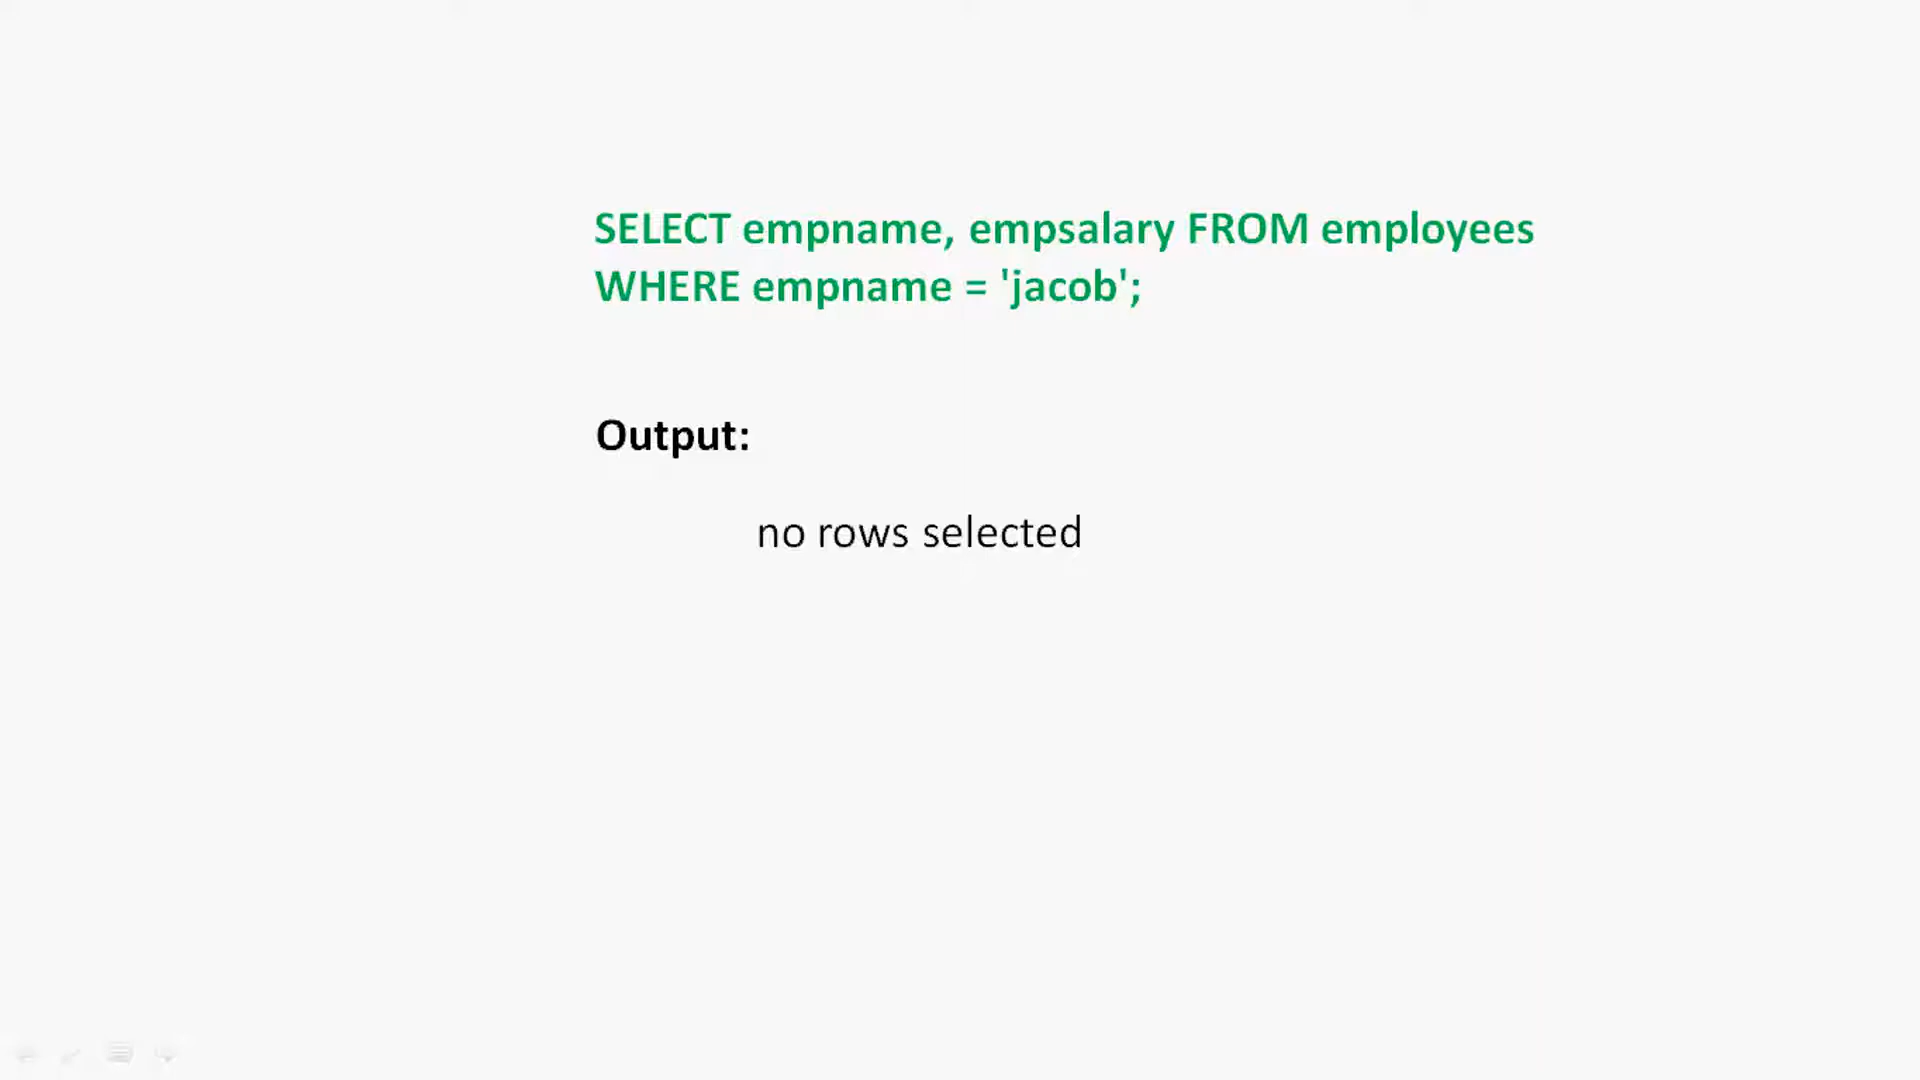 SELECT empname, empsalary FROM employees
WHERE empname = 'jacob';
Output:
no rows selected